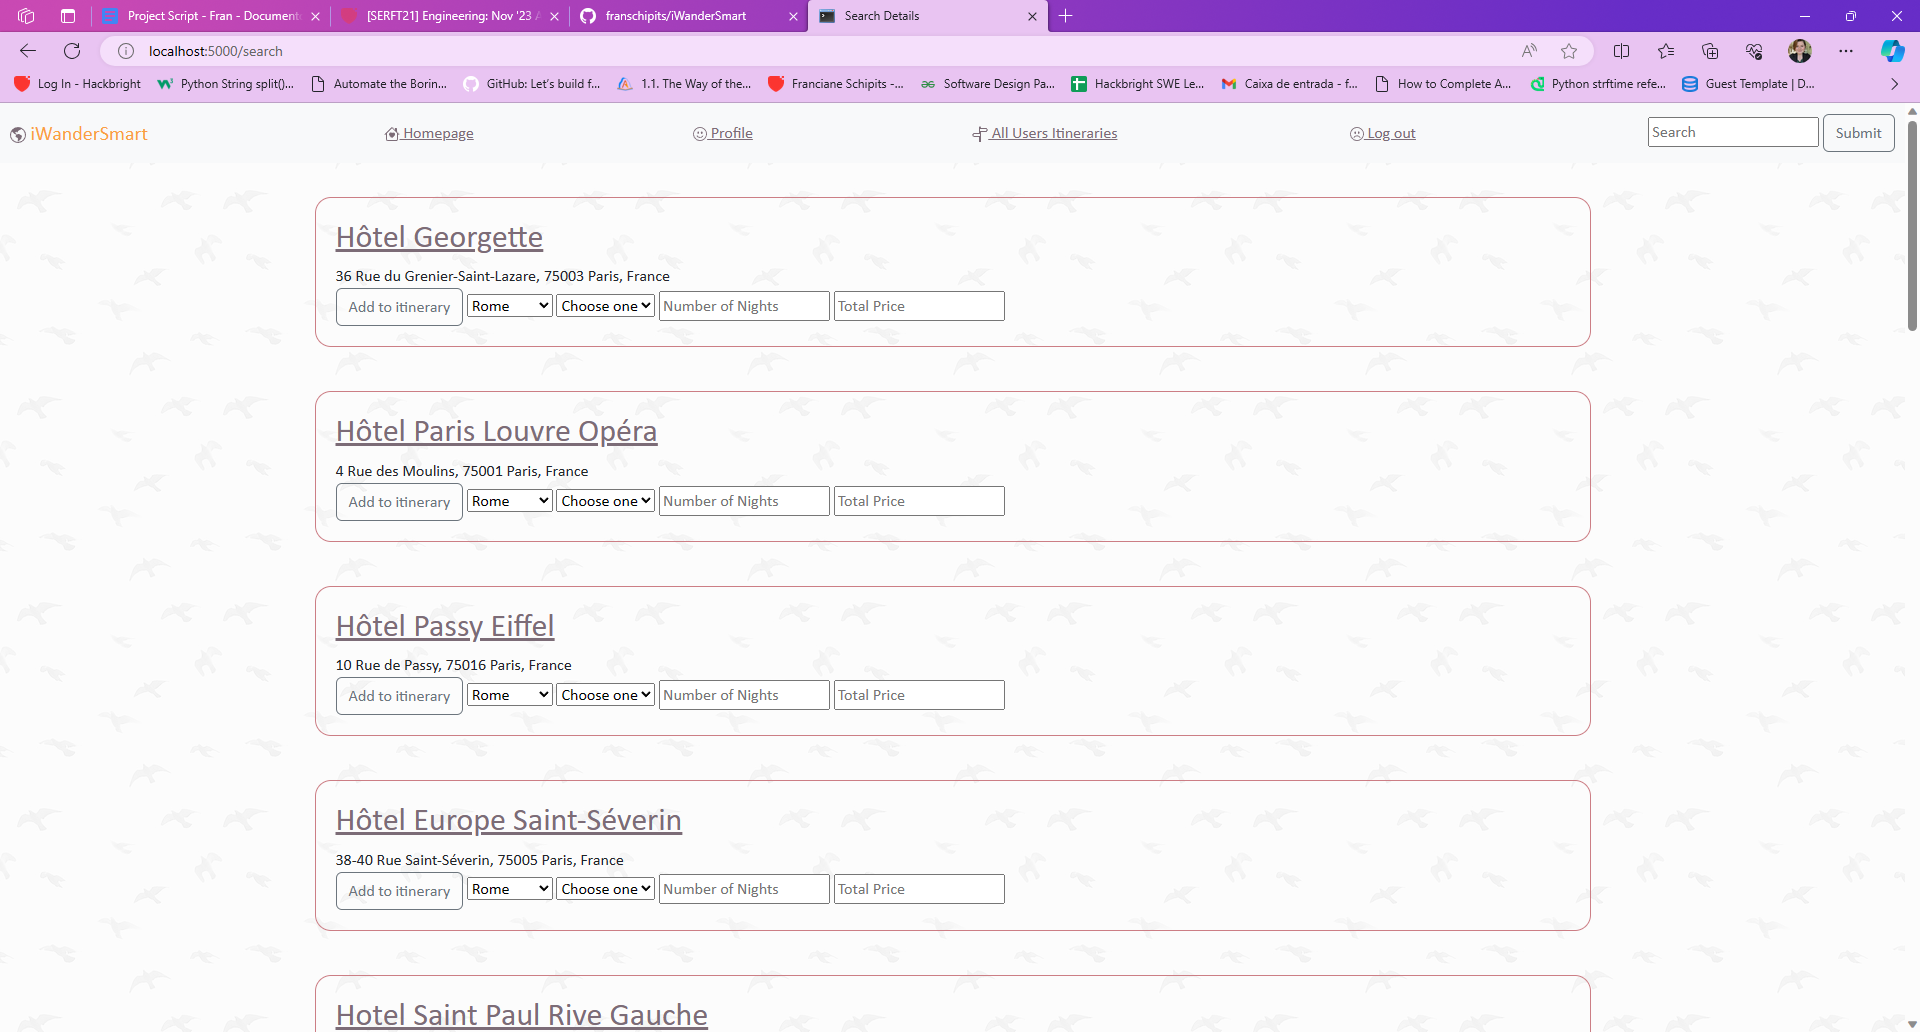 Project Script - Fran - Document
[SERFT21] Engineering: Nov '23 A
franschipits/iWanderSmart
Search Details
localhost:5000/search
Log In - Hackbright
Python String split()...
Automate the Borin...
GitHub: Let's build f...
1.1. The Way of the...
Franciane Schipits -...
Software Design Pa...
Hackbright SWE Le...
Caixa de entrada - f...
How to Complete A...
Python strftime refe...
Guest Template | D...
iWanderSmart
Homepage
Profile
All Users Itineraries
Log out
Search
Submit
Hôtel Georgette
36 Rue du Grenier-Saint-Lazare, 75003 Paris, France
Add to itinerary Rome Choose one Number of Nights Total Price
Hôtel Paris Louvre Opéra
4 Rue des Moulins, 75001 Paris, France
Add to itinerary Rome Choose one Number of Nights Total Price
Hôtel Passy Eiffel
10 Rue de Passy, 75016 Paris, France
Add to itinerary Rome Choose one Number of Nights Total Price
Hôtel Europe Saint-Séverin
38-40 Rue Saint-Séverin, 75005 Paris, France
Add to itinerary Rome Choose one Number of Nights Total Price
Hotel Saint Paul Rive Gauche